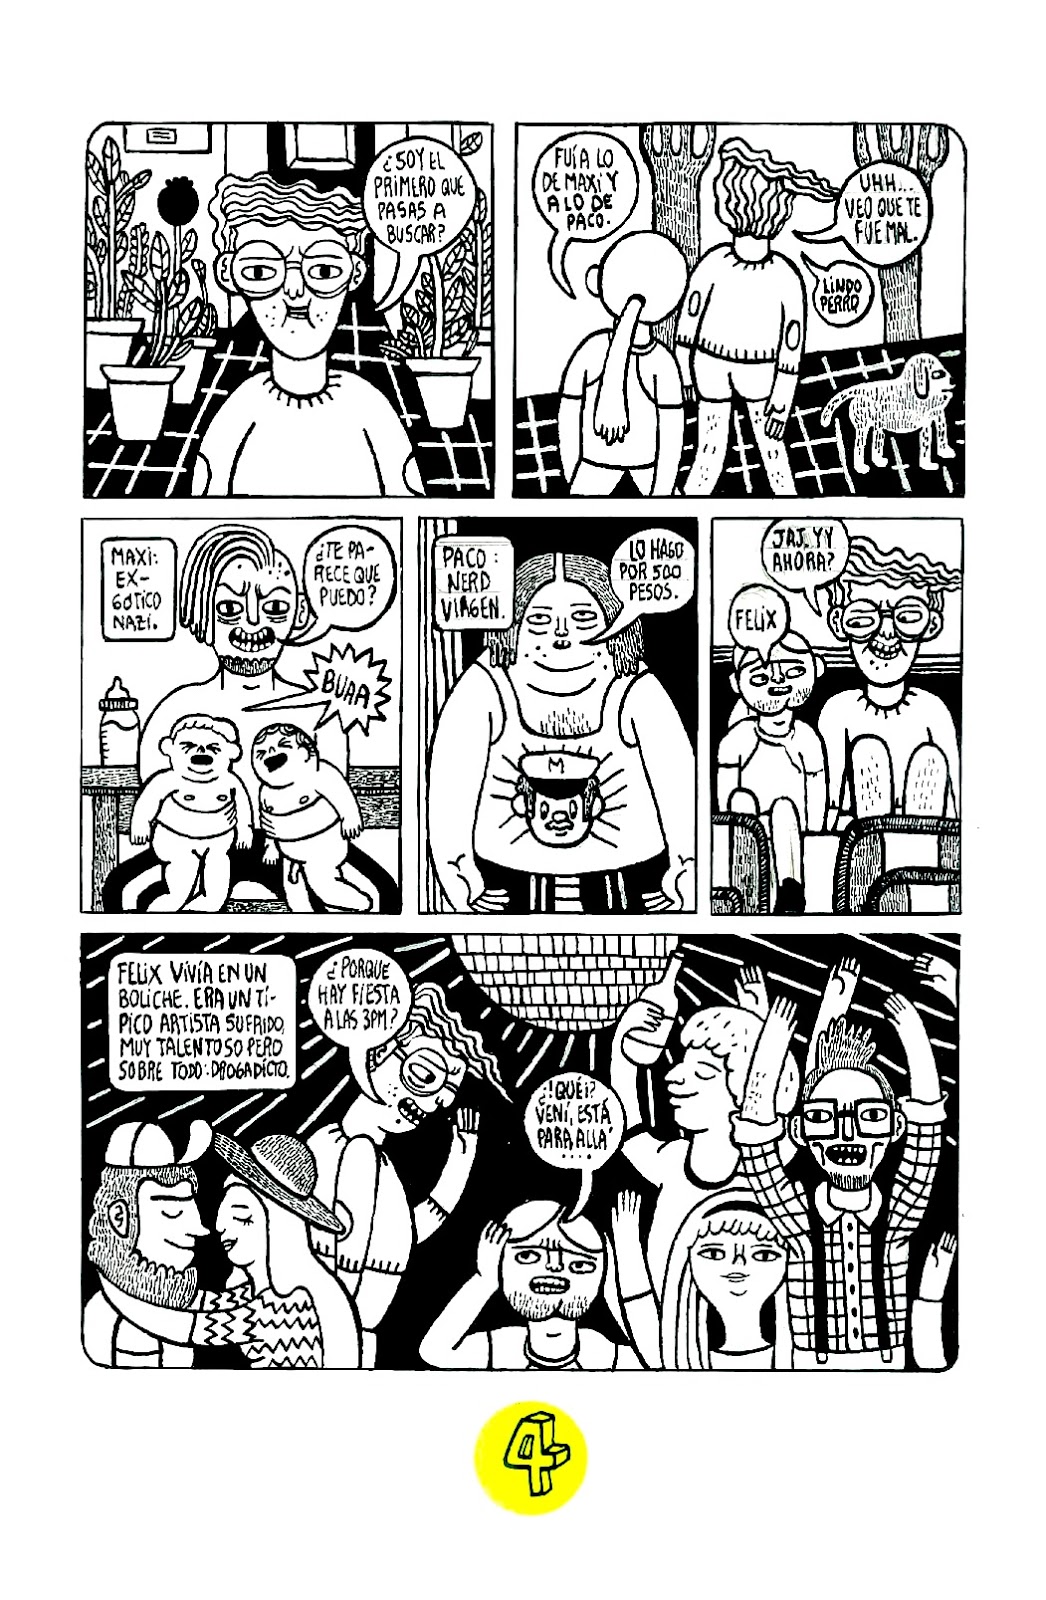 ¿SOY EL
PRIMERO QUE
PASAS A
BUSCAR?
FUÍ A LO
DE MAXI Y
A LO DE
PACO.
UHH...
VEO QUE TE
FUE MAL.
LINDO
PERRO
MAXI:
EX-
GÓTICO
NAZI.
¿TE PA-
RECE QUE
PUEDO?
BUAA
PACO:
NERD
VIRGEN.
LO HAGO
POR 500
PESOS.
JAJ. YY
AHORA?
FELIX
FELIX VIVÍA EN UN
BOLICHE. ERA UN TÍ-
PICO ARTISTA SUFRIDO,
MUY TALENTOSO PERO
SOBRE TODO: DROGADICTO.
¿PORQUE
HAY FIESTA
A LAS 3PM?
¿!QUÉ!?
VENÍ, ESTÁ
PARA ALLÁ
....
M
4